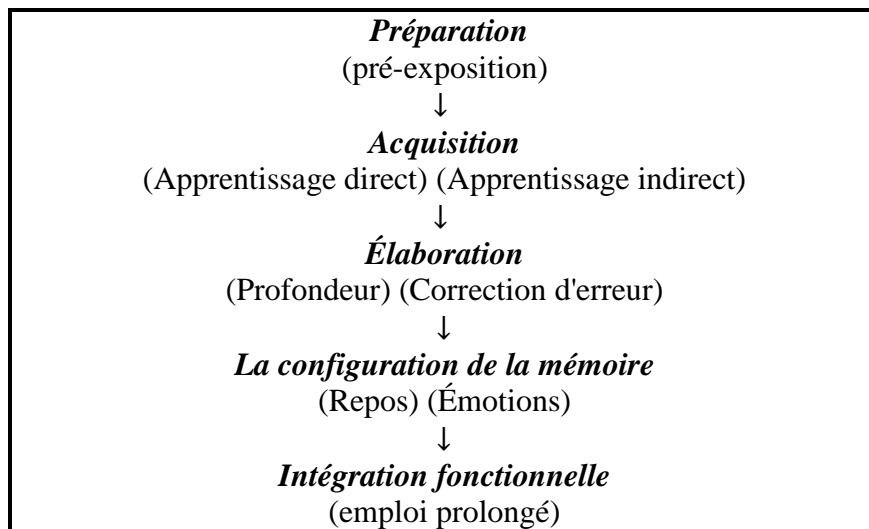 Préparation
(pré-exposition)
↓
Acquisition
(Apprentissage direct) (Apprentissage indirect)
↓
Élaboration
(Profondeur) (Correction d'erreur)
↓
La configuration de la mémoire
(Repos) (Émotions)
↓
Intégration fonctionnelle
(emploi prolongé)